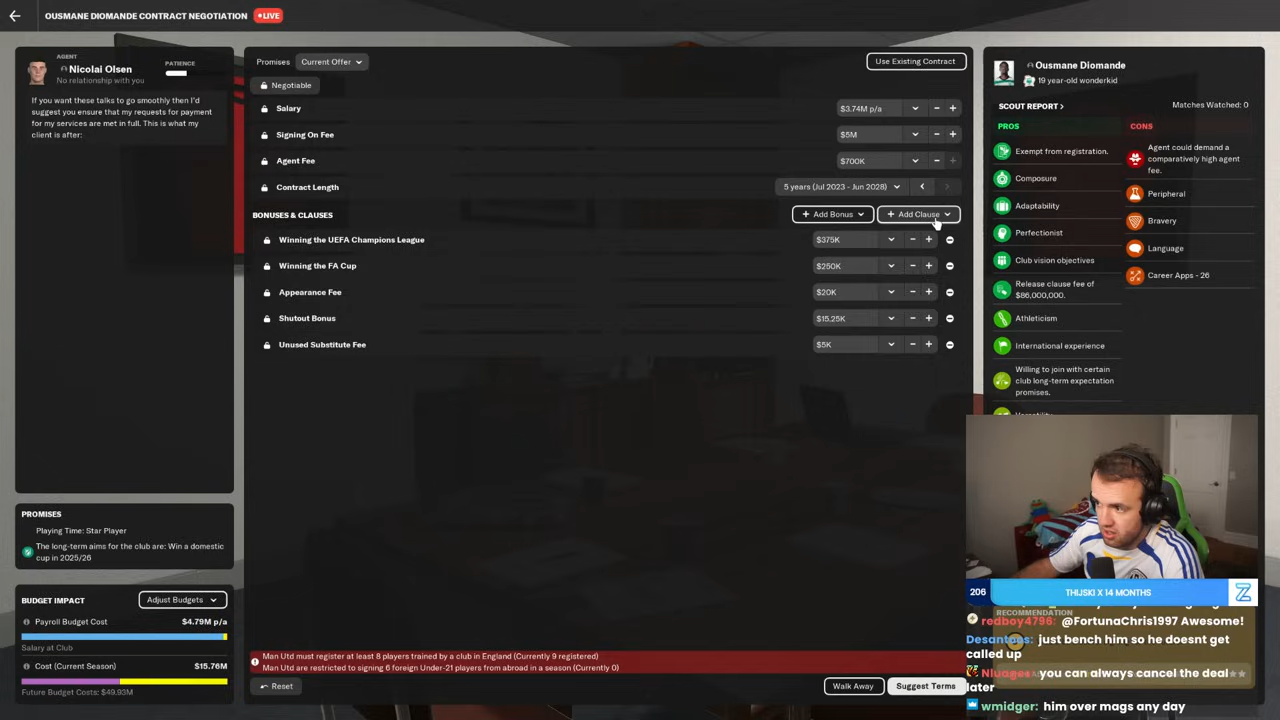 OUSMANE DIOMANDE CONTRACT NEGOTIATION
LIVE
AGENT
Nicolai Olsen
No relationship with you
PATIENCE
If you want these talks to go smoothly then I'd
suggest you ensure that my requests for payment
for my services are met in full. This is what my
client is after:
PROMISES
Playing Time: Star Player
The long-term aims for the club are: Win a domestic
cup in 2025/26
BUDGET IMPACT
Adjust Budgets
Payroll Budget Cost
$4.79M p/a
Salary at Club
Cost (Current Season)
$15.76M
Future Budget Costs: $49.93M
Promises
Current Offer
Use Existing Contract
Negotiable
Salary
$3.74M p/a
Signing On Fee
$5M
Agent Fee
$700K
Contract Length
5 years (Jul 2023 - Jun 2028)
BONUSES & CLAUSES
+ Add Bonus
+ Add Clause
Winning the UEFA Champions League
$375K
Winning the FA Cup
$250K
Appearance Fee
$20K
Shutout Bonus
$15.25K
Unused Substitute Fee
$5K
Man Utd must register at least 8 players trained by a club in England (Currently 9 registered)
Man Utd are restricted to signing 6 foreign Under-21 players from abroad in a season (Currently 0)
Reset
Walk Away
Suggest Terms
Ousmane Diomande
19 year-old wonderkid
SCOUT REPORT >
Matches Watched: 0
PROS
Exempt from registration.
Composure
Adaptability
Perfectionist
Club vision objectives
Release clause fee of
$86,000,000.
Athleticism
International experience
Willing to join with certain
club long-term expectation
promises.
CONS
Agent could demand a
comparatively high agent
fee.
Peripheral
Bravery
Language
Career Apps - 26
206
THIJSKI X 14 MONTHS
RECOMMENDATION
redboy4796: @FortunaChris1997 Awesome!
Desantons: just bench him so he doesnt get
called up
Nluages: you can always cancel the deal
later
wmidger: him over mags any day